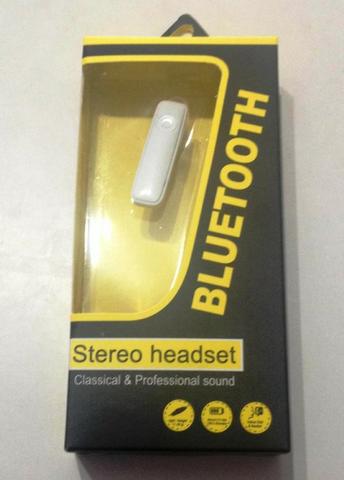 BLUETOOTH
Stereo headset
Classical & Professional sound